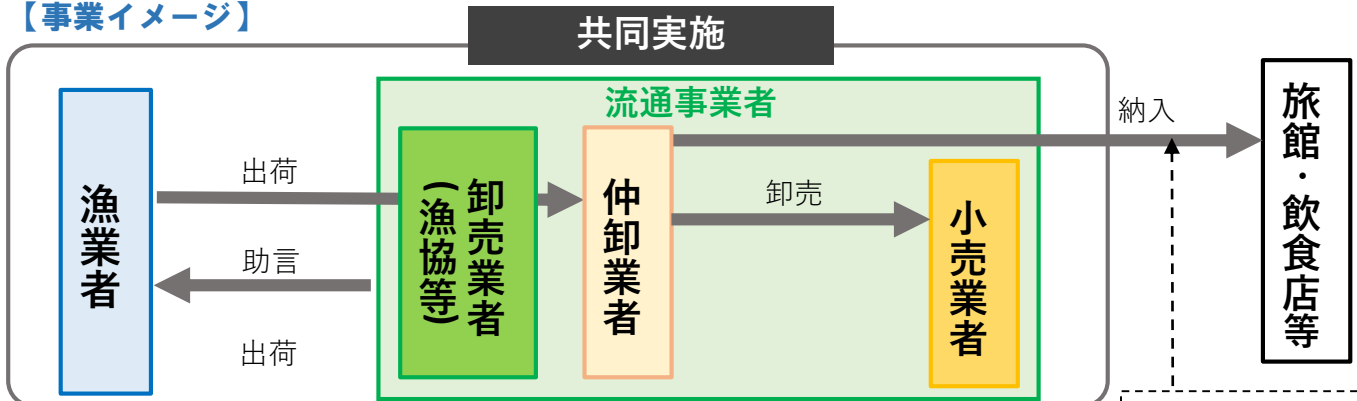 【事業イメージ】
共同実施
流通事業者
漁業者
出荷
助言
出荷
卸売業者
(漁協等)
仲卸業者
卸売
小売業者
納入
旅館・飲食店等